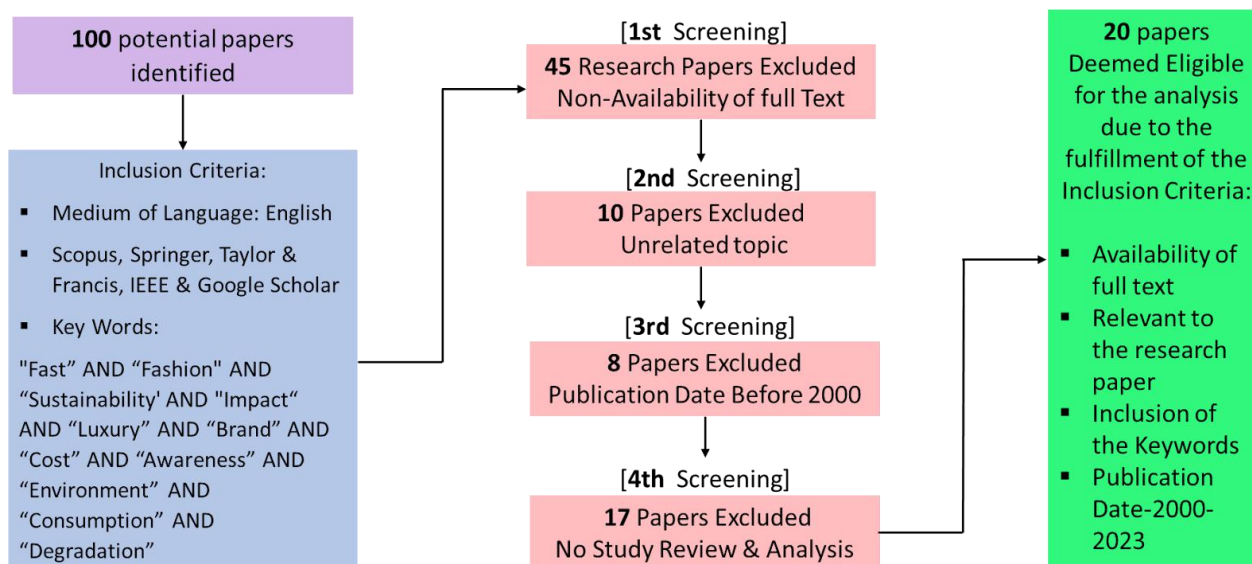 100 potential papers
identified
Inclusion Criteria:
▪ Medium of Language: English
▪ Scopus, Springer, Taylor &
Francis, IEEE & Google Scholar
▪ Key Words:
"Fast” AND “Fashion" AND
“Sustainability' AND "Impact“
AND “Luxury” AND “Brand” AND
“Cost” AND “Awareness” AND
“Environment” AND
“Consumption” AND
“Degradation”
[1st Screening]
45 Research Papers Excluded
Non-Availability of full Text
[2nd Screening]
10 Papers Excluded
Unrelated topic
[3rd Screening]
8 Papers Excluded
Publication Date Before 2000
[4th Screening]
17 Papers Excluded
No Study Review & Analysis
20 papers
Deemed Eligible
for the analysis
due to the
fulfillment of the
Inclusion Criteria:
▪ Availability of
full text
▪ Relevant to
the research
paper
▪ Inclusion of
the Keywords
▪ Publication
Date-2000-
2023